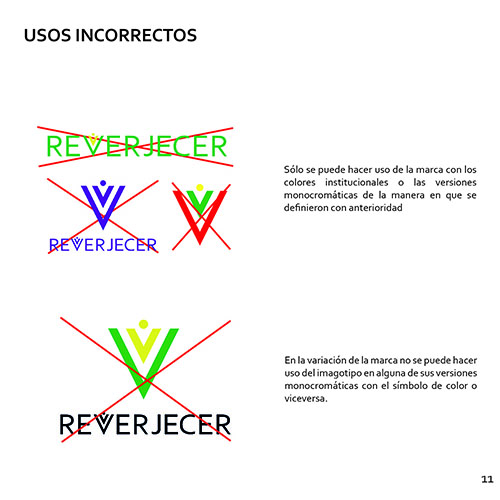 USOS INCORRECTOS
REVERJECER
Sólo se puede hacer uso de la marca con los
colores institucionales o las versiones
monocromáticas de la manera en que se
definieron con anterioridad
REVERJECER
REVERJECER
En la variación de la marca no se puede hacer
uso del imagotipo en alguna de sus versiones
monocromáticas con el símbolo de color o
viceversa.
11